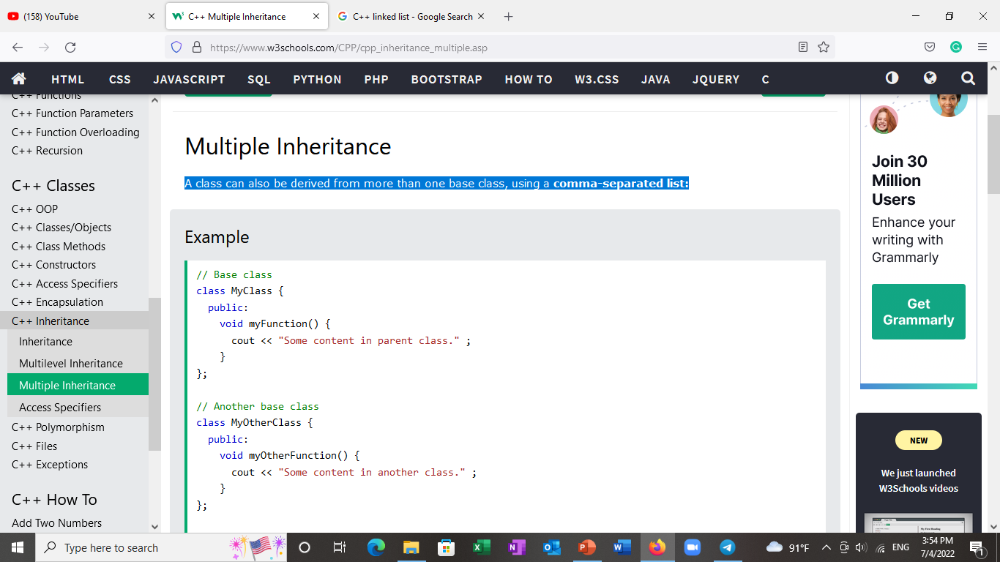 (158) YouTube
C++ Multiple Inheritance
C++ linked list - Google Search
https://www.w3schools.com/CPP/cpp_inheritance_multiple.asp
HTML CSS JAVASCRIPT SQL PYTHON PHP BOOTSTRAP HOW TO W3.CSS JAVA JQUERY C
C++ Functions
C++ Function Parameters
C++ Function Overloading
C++ Recursion
C++ Classes
C++ OOP
C++ Classes/Objects
C++ Class Methods
C++ Constructors
C++ Access Specifiers
C++ Encapsulation
C++ Inheritance
Inheritance
Multilevel Inheritance
Multiple Inheritance
Access Specifiers
C++ Polymorphism
C++ Files
C++ Exceptions
C++ How To
Add Two Numbers
Multiple Inheritance
A class can also be derived from more than one base class, using a comma-separated list:
Example
// Base class
class MyClass {
public:
void myFunction() {
cout << "Some content in parent class." ;
}
};
// Another base class
class MyOtherClass {
public:
void myOtherFunction() {
cout << "Some content in another class." ;
}
};
Join 30
Million
Users
Enhance your
writing with
Grammarly
Get
Grammarly
NEW
We just launched
W3Schools videos
Type here to search
91°F
ENG
3:54 PM
7/4/2022
1